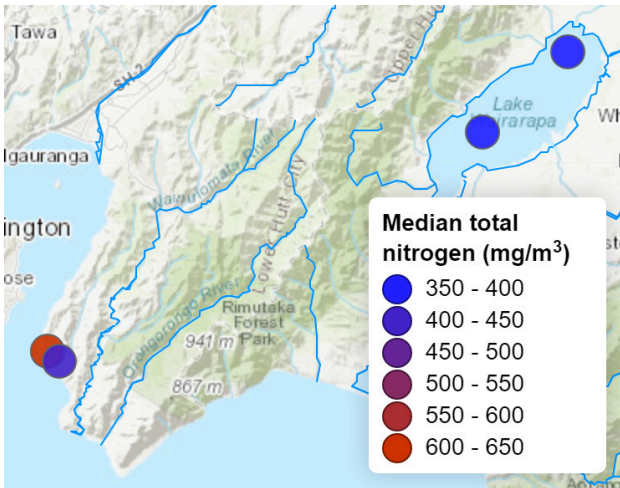 Tawa
SH 2
Upper Hutt
Lake
Wairarapa
Wh
lgauranga
Wainuiomata River
Lower Hutt City
ington
ose
Orongorongo River
Rimutaka
Forest
Park
941 m
867 m
Median total
nitrogen (mg/m³)
350 - 400
400 - 450
450 - 500
500 - 550
550 - 600
600 - 650